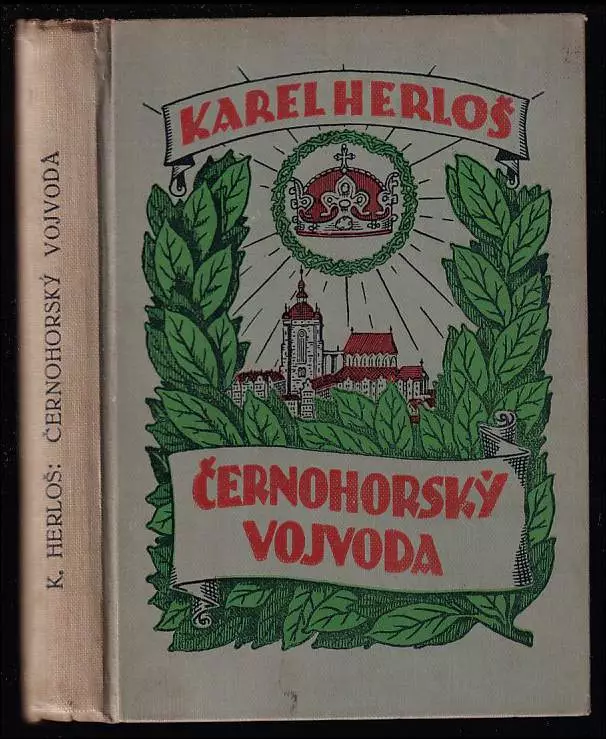 KAREL HERLOŠ
ČERNOHORSKÝ
VOJVODA
K. HERLOŠ: ČERNOHORSKÝ VOJVODA